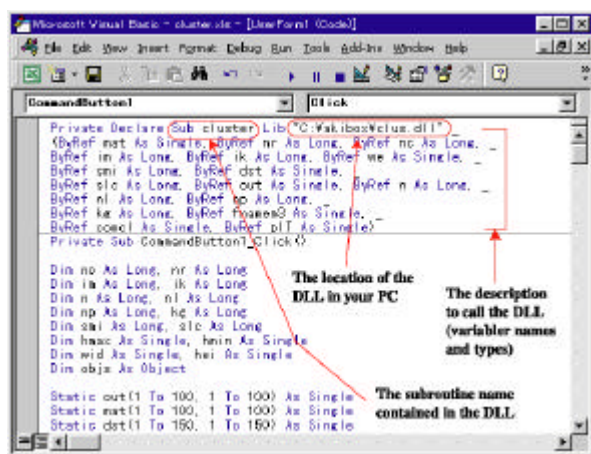 Microsoft Visual Basic - cluster.xls - [UserForm1 (Code)]
File Edit View Insert Format Debug Run Tools Add-Ins Window Help
CommandButton1 Click
Private Declare Sub cluster Lib "C:¥akibox¥clus.dll" _
(ByRef mat As Single, ByRef nr As Long, ByRef nc As Long, _
ByRef im As Long, ByRef ik As Long, ByRef we As Single, _
ByRef smi As Long, ByRef dst As Single, _
ByRef slc As Long, ByRef out As Single, ByRef n As Long, _
ByRef nl As Long, ByRef np As Long, _
ByRef kg As Long, ByRef As Single, _
ByRef As Single, ByRef plT As Single)
Private Sub CommandButton1_Click()
Dim nc As Long, nr As Long
Dim im As Long, ik As Long
Dim n As Long, nl As Long
Dim np As Long, kg As Long
Dim smi As Long, slc As Long
Dim hmax As Single, hmin As Single
Dim wid As Single, hei As Single
Dim objx As Object
Static out(1 To 100, 1 To 100) As Single
Static mat(1 To 100, 1 To 100) As Single
Static dst(1 To 150, 1 To 150) As Single
The location of the
DLL in your PC
The description
to call the DLL
(variabler names
and types)
The subroutine name
contained in the DLL